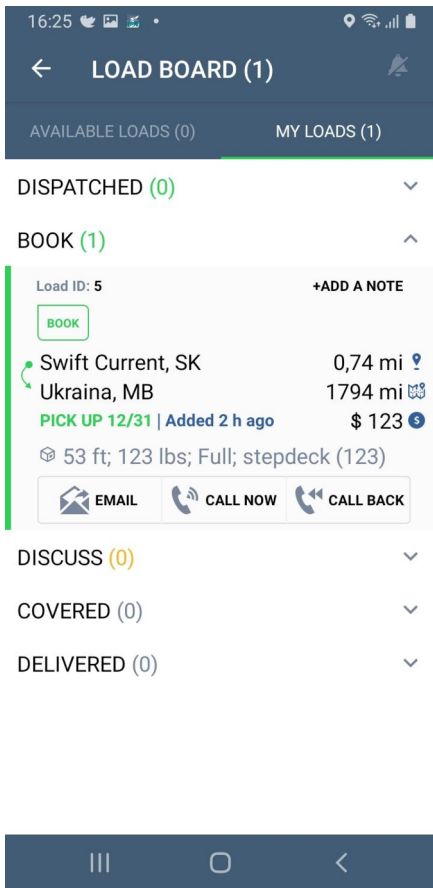 16:25
LOAD BOARD (1)
AVAILABLE LOADS (0) MY LOADS (1)
DISPATCHED (0)
BOOK (1)
Load ID: 5 +ADD A NOTE
BOOK
Swift Current, SK 0,74 mi
Ukraina, MB 1794 mi
PICK UP 12/31 | Added 2 h ago $ 123 S
53 ft; 123 lbs; Full; stepdeck (123)
EMAIL CALL NOW CALL BACK
DISCUSS (0)
COVERED (0)
DELIVERED (0)